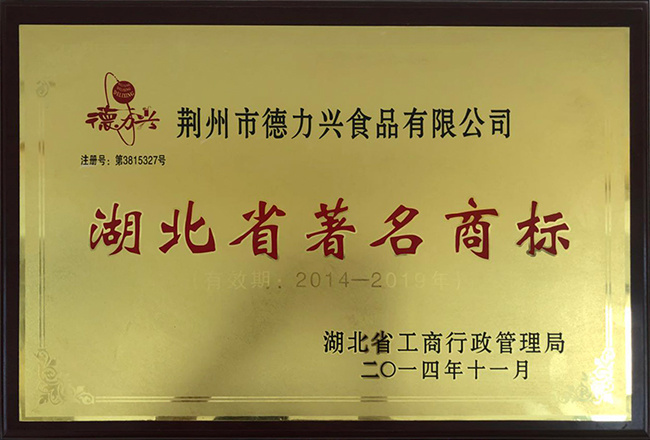 德力兴
荆州市德力兴食品有限公司
注册号：第3815327号
湖北省著名商标
（有效期：2014—2019年）
湖北省工商行政管理局
二〇一四年十一月